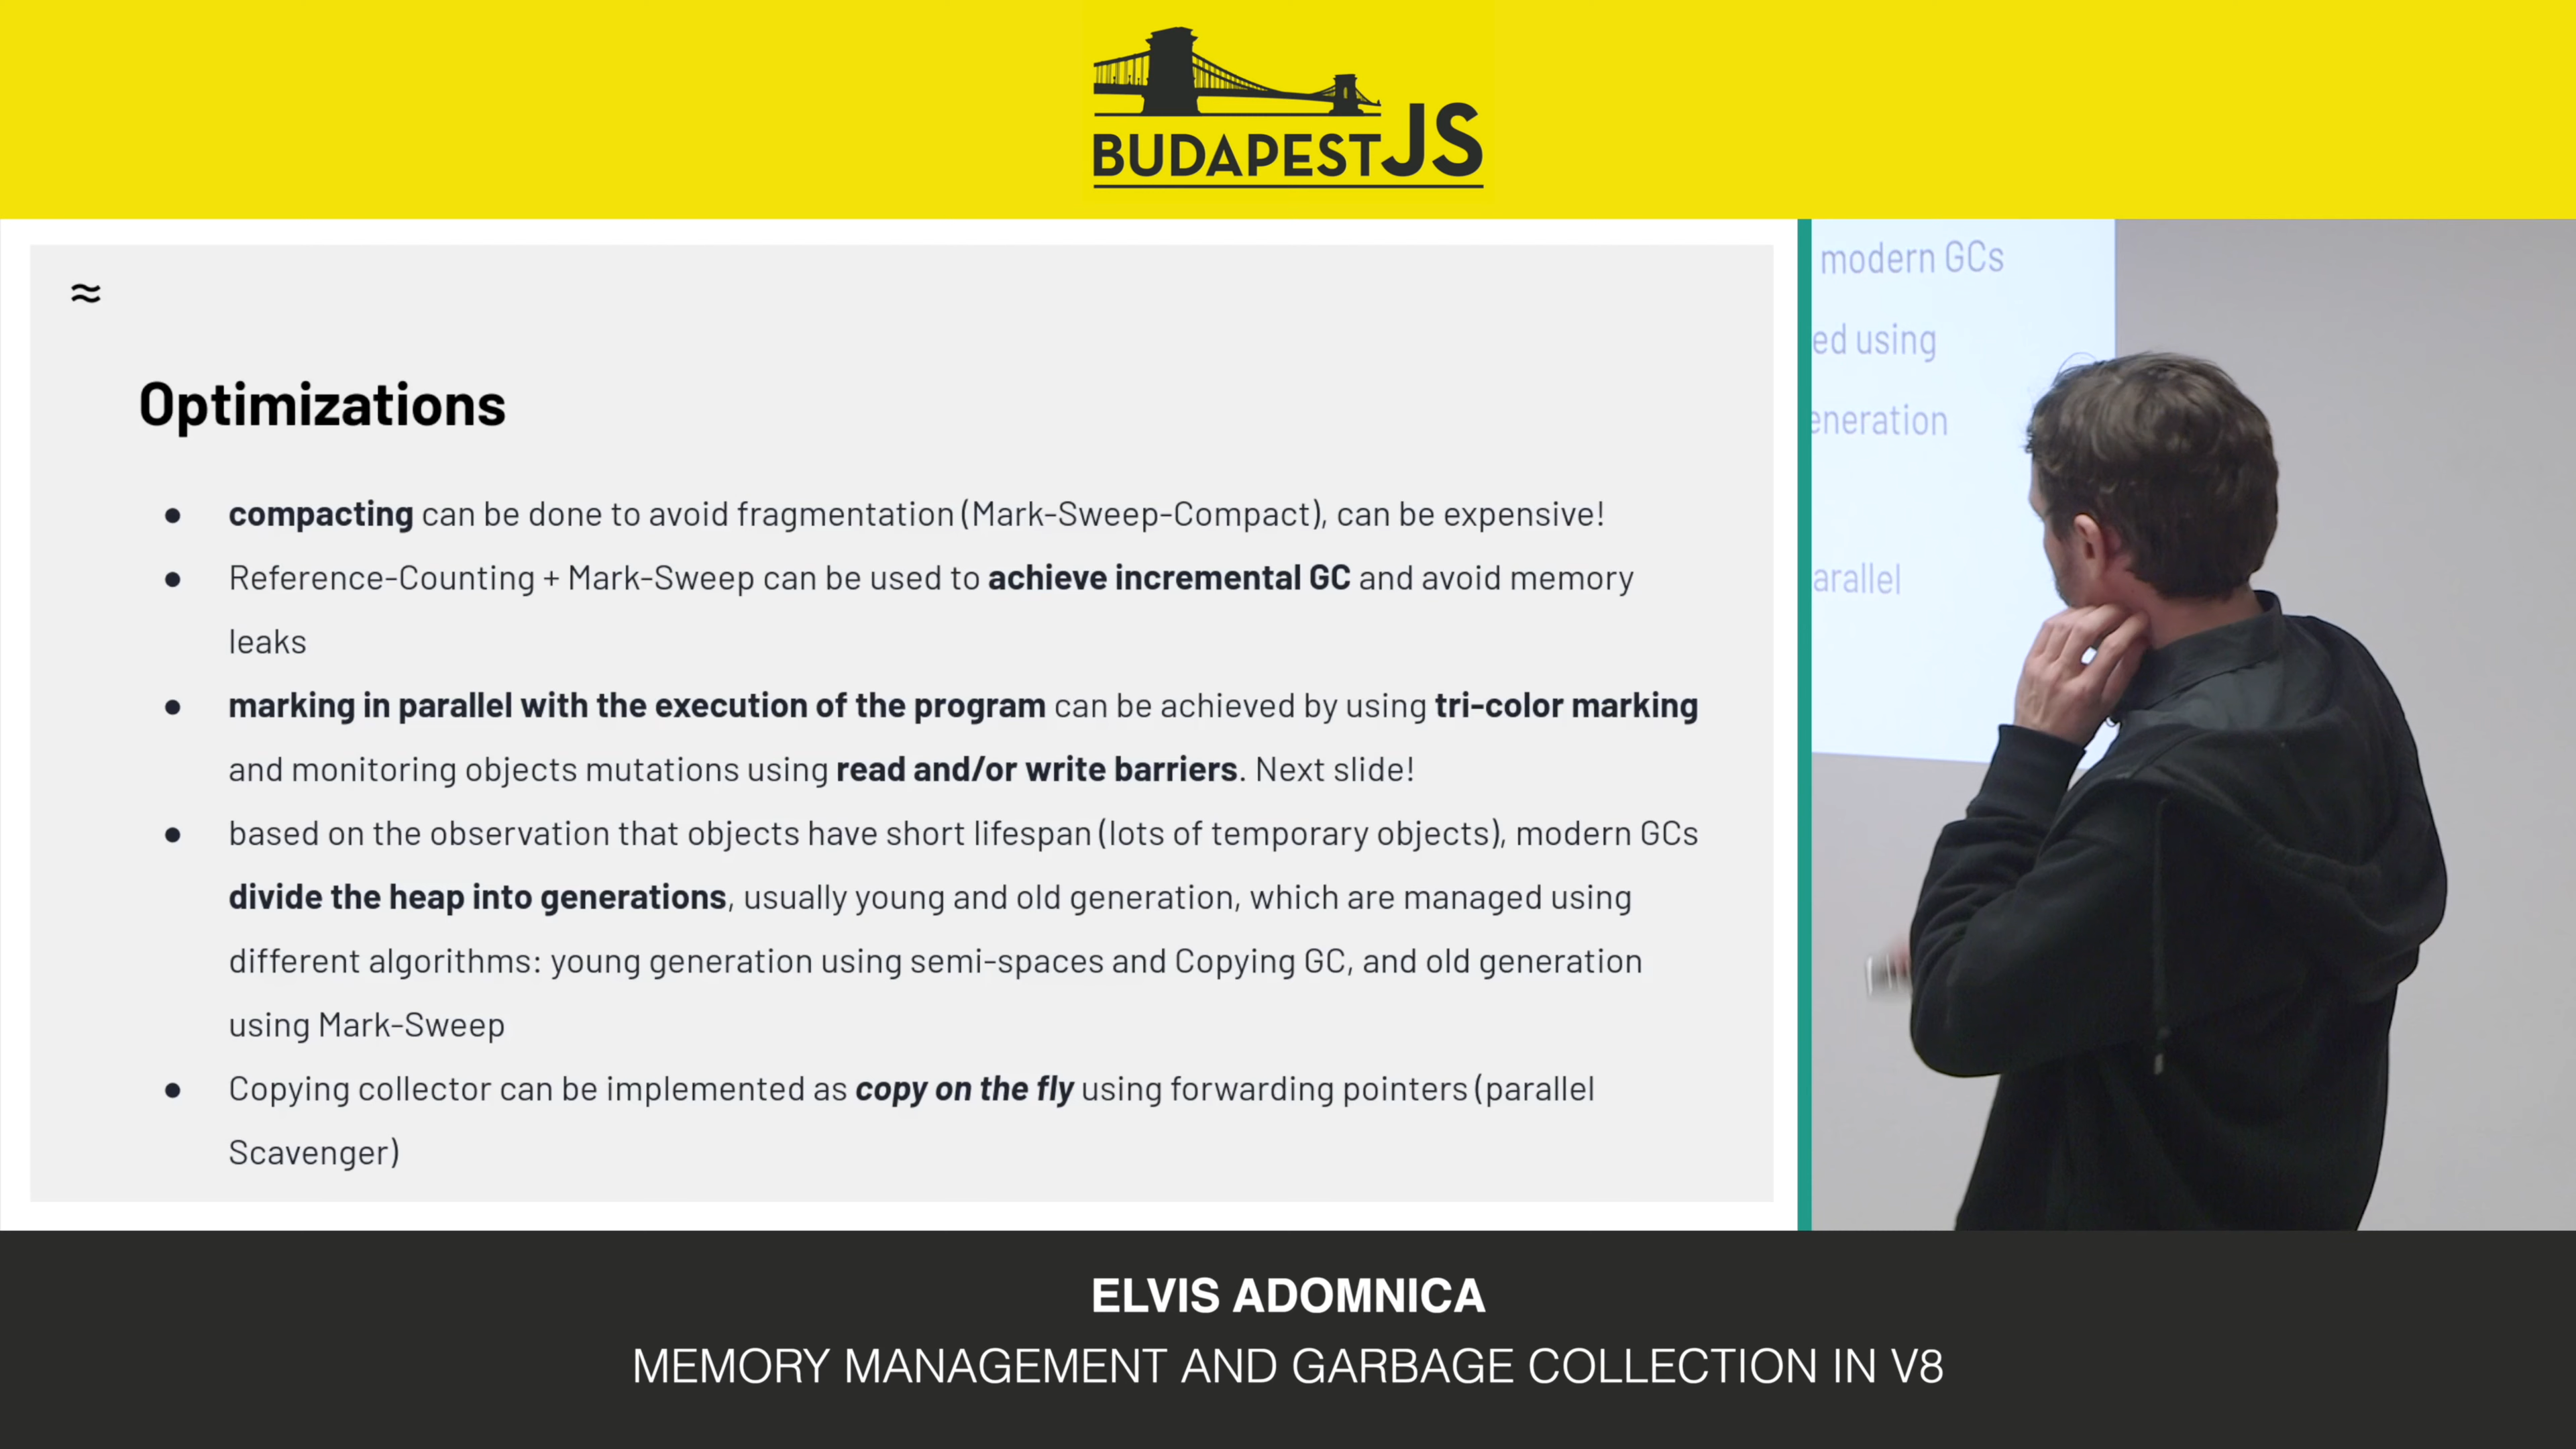 BUDAPESTJS
≈
Optimizations
● compacting can be done to avoid fragmentation (Mark-Sweep-Compact), can be expensive!
● Reference-Counting + Mark-Sweep can be used to achieve incremental GC and avoid memory
leaks
● marking in parallel with the execution of the program can be achieved by using tri-color marking
and monitoring objects mutations using read and/or write barriers. Next slide!
● based on the observation that objects have short lifespan (lots of temporary objects), modern GCs
divide the heap into generations, usually young and old generation, which are managed using
different algorithms: young generation using semi-spaces and Copying GC, and old generation
using Mark-Sweep
● Copying collector can be implemented as copy on the fly using forwarding pointers (parallel
Scavenger)
modern GCs
ed using
eneration
arallel
ELVIS ADOMNICA
MEMORY MANAGEMENT AND GARBAGE COLLECTION IN V8